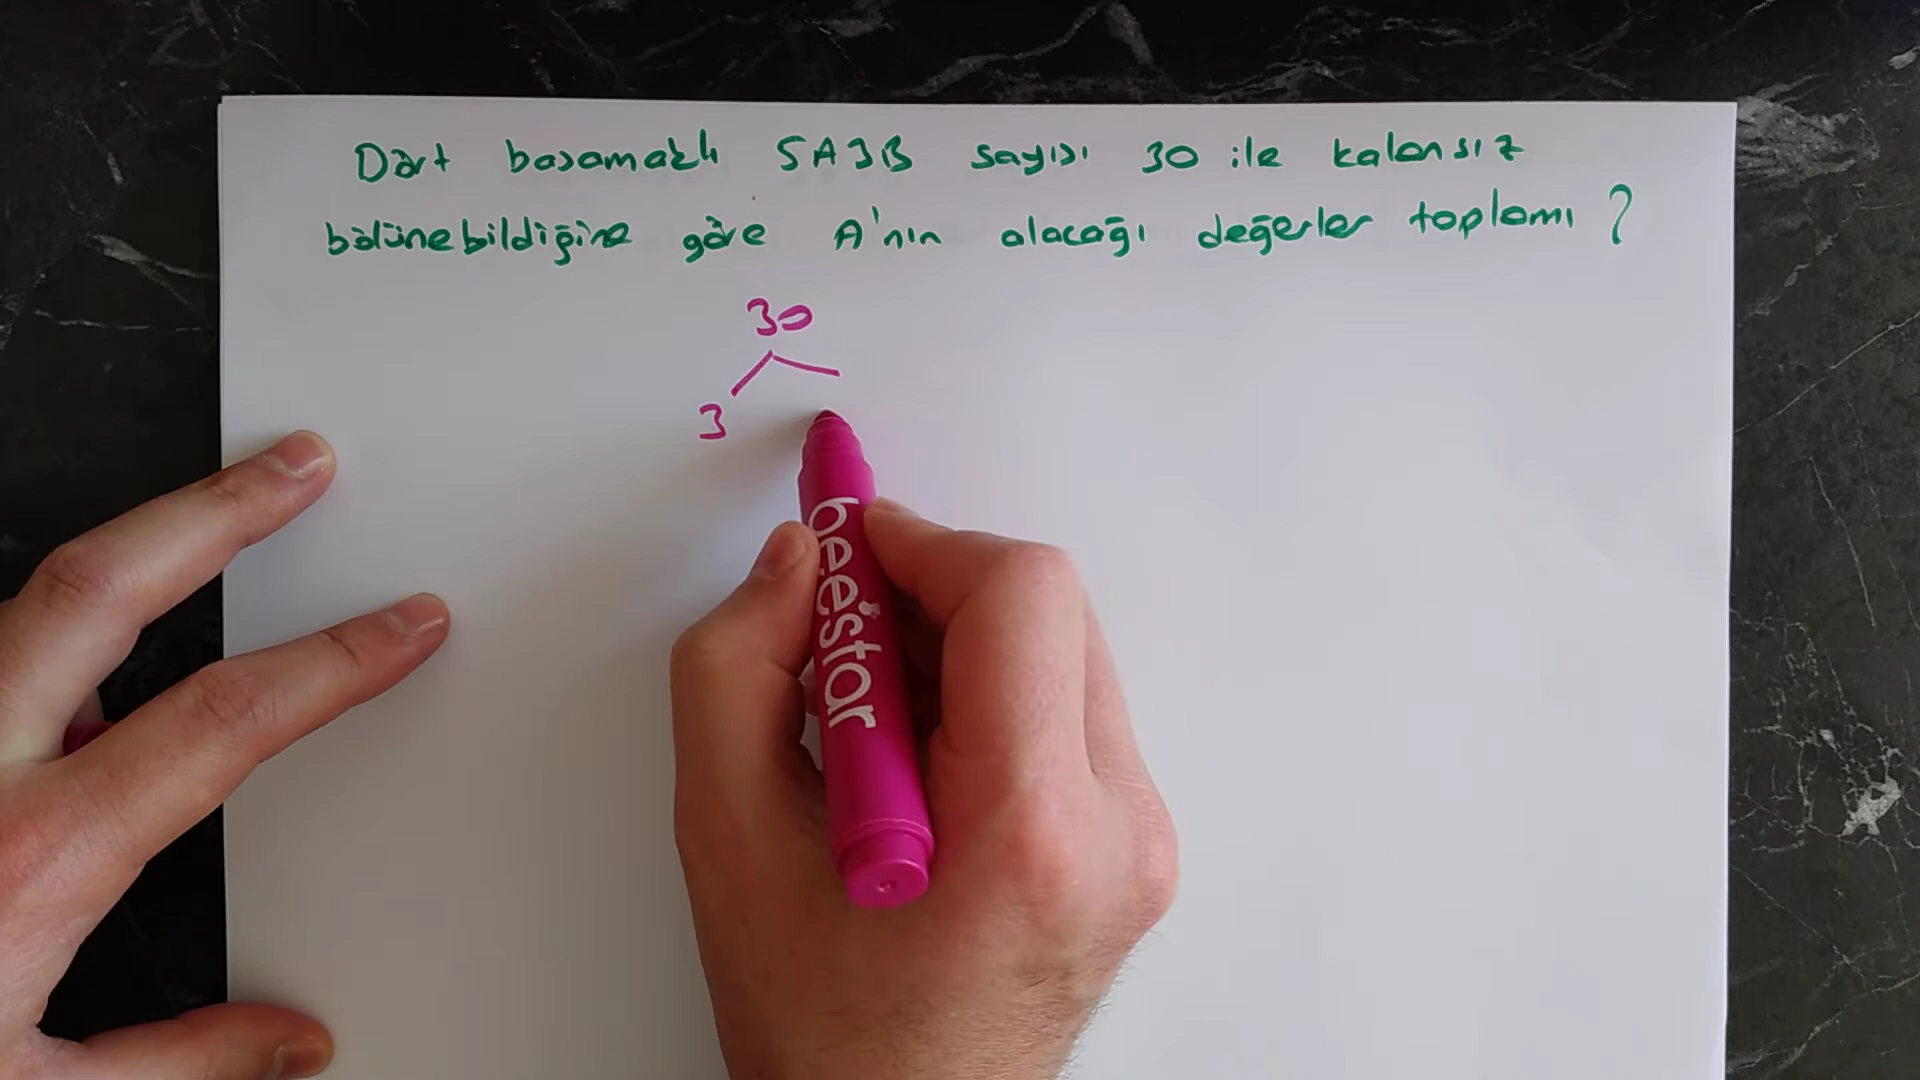 Dört basamaklı 5A3B sayısı 30 ile kalansız
bölünebildiğine göre A'nın alacağı değerler toplamı ?
30
3
beestar